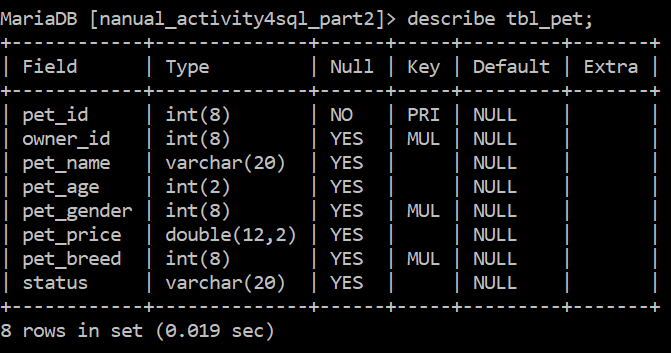 MariaDB [nanual_activity4sql_part2]> describe tbl_pet;
+------------+--------------+------+-----+---------+-------+
| Field      | Type         | Null | Key | Default | Extra |
+------------+--------------+------+-----+---------+-------+
| pet_id     | int(8)       | NO   | PRI | NULL    |       |
| owner_id   | int(8)       | YES  | MUL | NULL    |       |
| pet_name   | varchar(20)  | YES  |     | NULL    |       |
| pet_age    | int(2)       | YES  |     | NULL    |       |
| pet_gender | int(8)       | YES  | MUL | NULL    |       |
| pet_price  | double(12,2) | YES  |     | NULL    |       |
| pet_breed  | int(8)       | YES  | MUL | NULL    |       |
| status     | varchar(20)  | YES  |     | NULL    |       |
+------------+--------------+------+-----+---------+-------+
8 rows in set (0.019 sec)